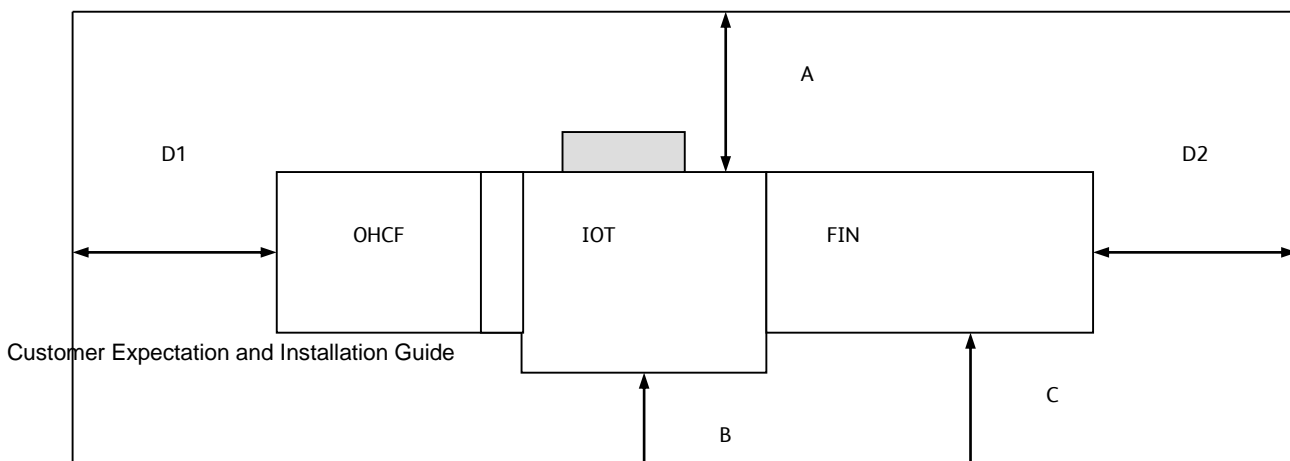 A
D1
D2
OHCF
IOT
FIN
Customer Expectation and Installation Guide
C
B